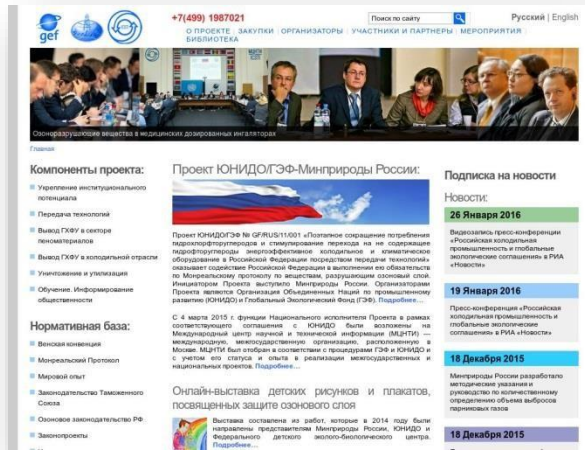 gef
+7(499) 1987021
Поиск по сайту
Русский | English
О ПРОЕКТЕ | ЗАКУПКИ | ОРГАНИЗАТОРЫ | УЧАСТНИКИ И ПАРТНЕРЫ | МЕРОПРИЯТИЯ |
БИБЛИОТЕКА
Озоноразрушающие вещества в медицинских дозированных ингаляторах
Главная
Компоненты проекта:
Укрепление институционального
потенциала
Передача технологий
Вывод ГХФУ в секторе
пеноматериалов
Вывод ГХФУ в холодильной отрасли
Уничтожение и утилизация
Обучение. Информирование
общественности
Нормативная база:
Венская конвенция
Монреальский Протокол
Мировой опыт
Законодательство Таможенного
Союза
Озоновое законодательство РФ
Законопроекты
Проект ЮНИДО/ГЭФ-Минприроды России:
Проект ЮНИДО/ГЭФ № GF/RUS/11/001 «Поэтапное сокращение потребления
гидрохлорфторуглеродов и стимулирование перехода на не содержащее
гидрофторуглероды энергоэффективное холодильное и климатическое
оборудование в Российской Федерации посредством передачи технологий»
оказывает содействие Российской Федерации в выполнении ею обязательств
по Монреальскому протоколу по веществам, разрушающим озоновый слой.
Инициатором Проекта выступило Минприроды России. Организаторами
Проекта являются Организация Объединенных Наций по промышленному
развитию (ЮНИДО) и Глобальный Экологический Фонд (ГЭФ). Подробнее...
С 4 марта 2015 г. функции Национального исполнителя Проекта в рамках
соответствующего соглашения с ЮНИДО были возложены на
Международный центр научной и технической информации (МЦНТИ) —
международную, межгосударственную организацию, расположенную в
Москве. МЦНТИ был отобран в соответствии с процедурами ГЭФ и ЮНИДО и
с учетом его статуса и опыта в реализации межгосударственных и
национальных проектов. Подробнее...
Онлайн-выставка детских рисунков и плакатов,
посвященных защите озонового слоя
Выставка составлена из работ, которые в 2014 году были
направлены представителям Минприроды России, ЮНИДО и
Федерального детского эколого-биологического центра.
Подробнее...
Подписка на новости
Новости:
26 Января 2016
Видеозапись пресс-конференции
«Российская холодильная
промышленность и глобальные
экологические соглашения» в РИА
«Новости»
19 Января 2016
Пресс-конференция «Российская
холодильная промышленность и
глобальные экологические
соглашения» в РИА «Новости»
18 Декабря 2015
Минприроды России разработало
методические указания и
руководство по количественному
определению объема выбросов
парниковых газов
18 Декабря 2015